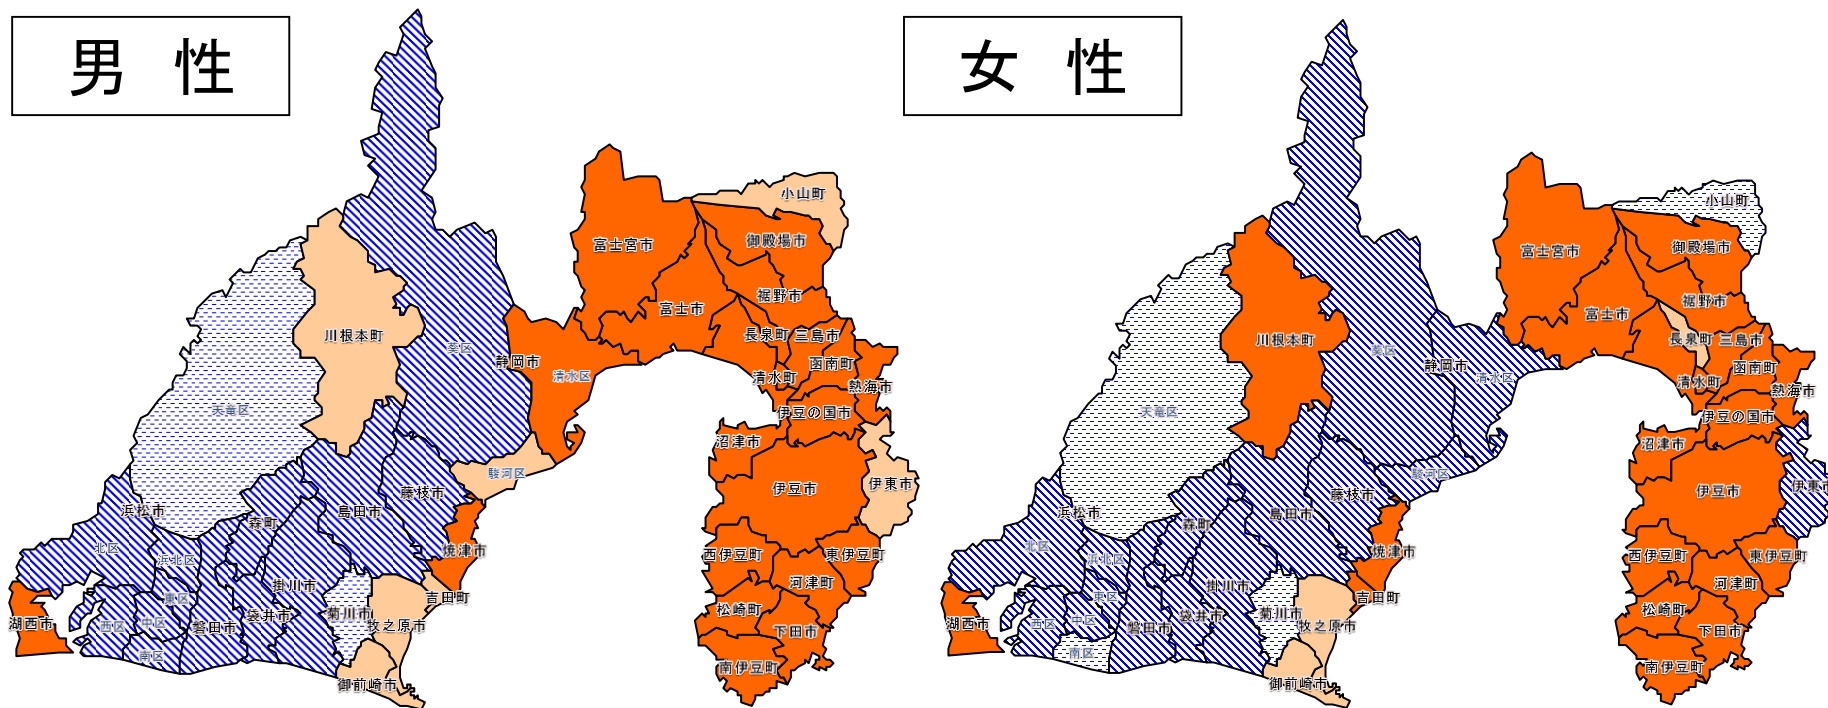 男 性
小山町
富士宮市
御殿場市
裾野市
富士市
川根本町
長泉町
三島市
葵区
静岡市
函南町
清水区
清水町
熱海市
天竜区
伊豆の国市
沼津市
駿河区
伊東市
伊豆市
藤枝市
浜松市
島田市
森町
北区
焼津市
浜北区
西伊豆町
東伊豆町
掛川市
河津町
東区
吉田町
松崎町
袋井市
菊川市
湖西市
西区
中区
磐田市
牧之原市
下田市
南区
南伊豆町
御前崎市
女 性
小山町
富士宮市
御殿場市
裾野市
富士市
川根本町
長泉町
三島市
葵区
静岡市
函南町
清水区
清水町
熱海市
天竜区
伊豆の国市
沼津市
駿河区
伊東市
伊豆市
藤枝市
浜松市
島田市
森町
北区
焼津市
浜北区
西伊豆町
東伊豆町
掛川市
河津町
東区
吉田町
松崎町
袋井市
菊川市
湖西市
西区
中区
磐田市
牧之原市
下田市
南区
南伊豆町
御前崎市